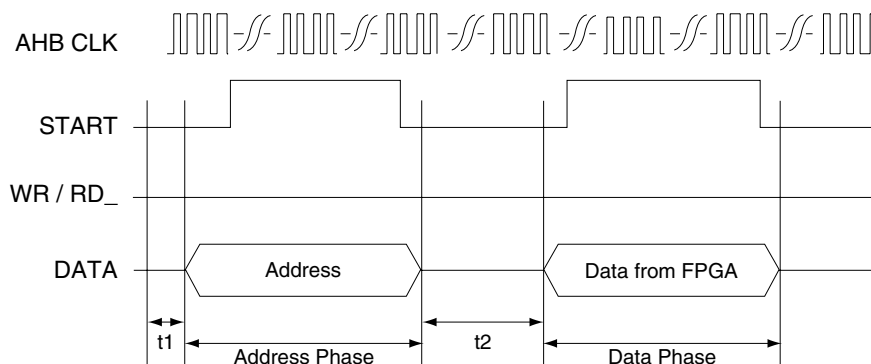 AHB CLK
START
WR / RD_
DATA
Address
Data from FPGA
t1
t2
Address Phase
Data Phase